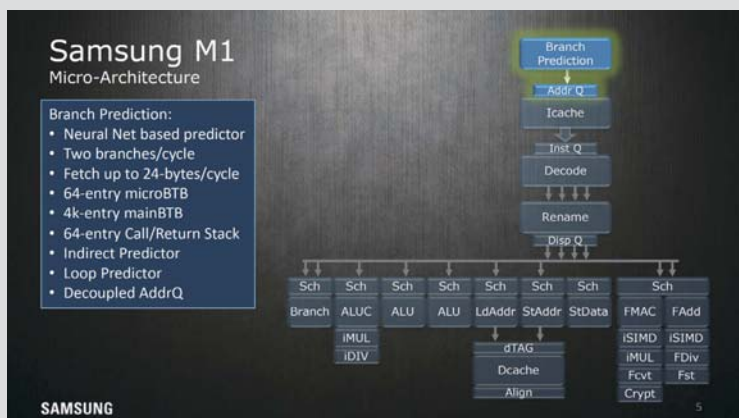 Samsung M1
Micro-Architecture
Branch Prediction:
• Neural Net based predictor
• Two branches/cycle
• Fetch up to 24-bytes/cycle
• 64-entry microBTB
• 4k-entry mainBTB
• 64-entry Call/Return Stack
• Indirect Predictor
• Loop Predictor
• Decoupled AddrQ
Branch
Prediction
Addr Q
Icache
Inst Q
Decode
Rename
Disp Q
Sch Sch Sch Sch Sch Sch Sch Sch
Branch ALUC ALU ALU LdAddr StAddr StData FMAC FAdd
iMUL iSIMD iSIMD
iDIV iMUL FDiv
dTAG Fcvt Fst
Dcache Crypt
Align
SAMSUNG 5